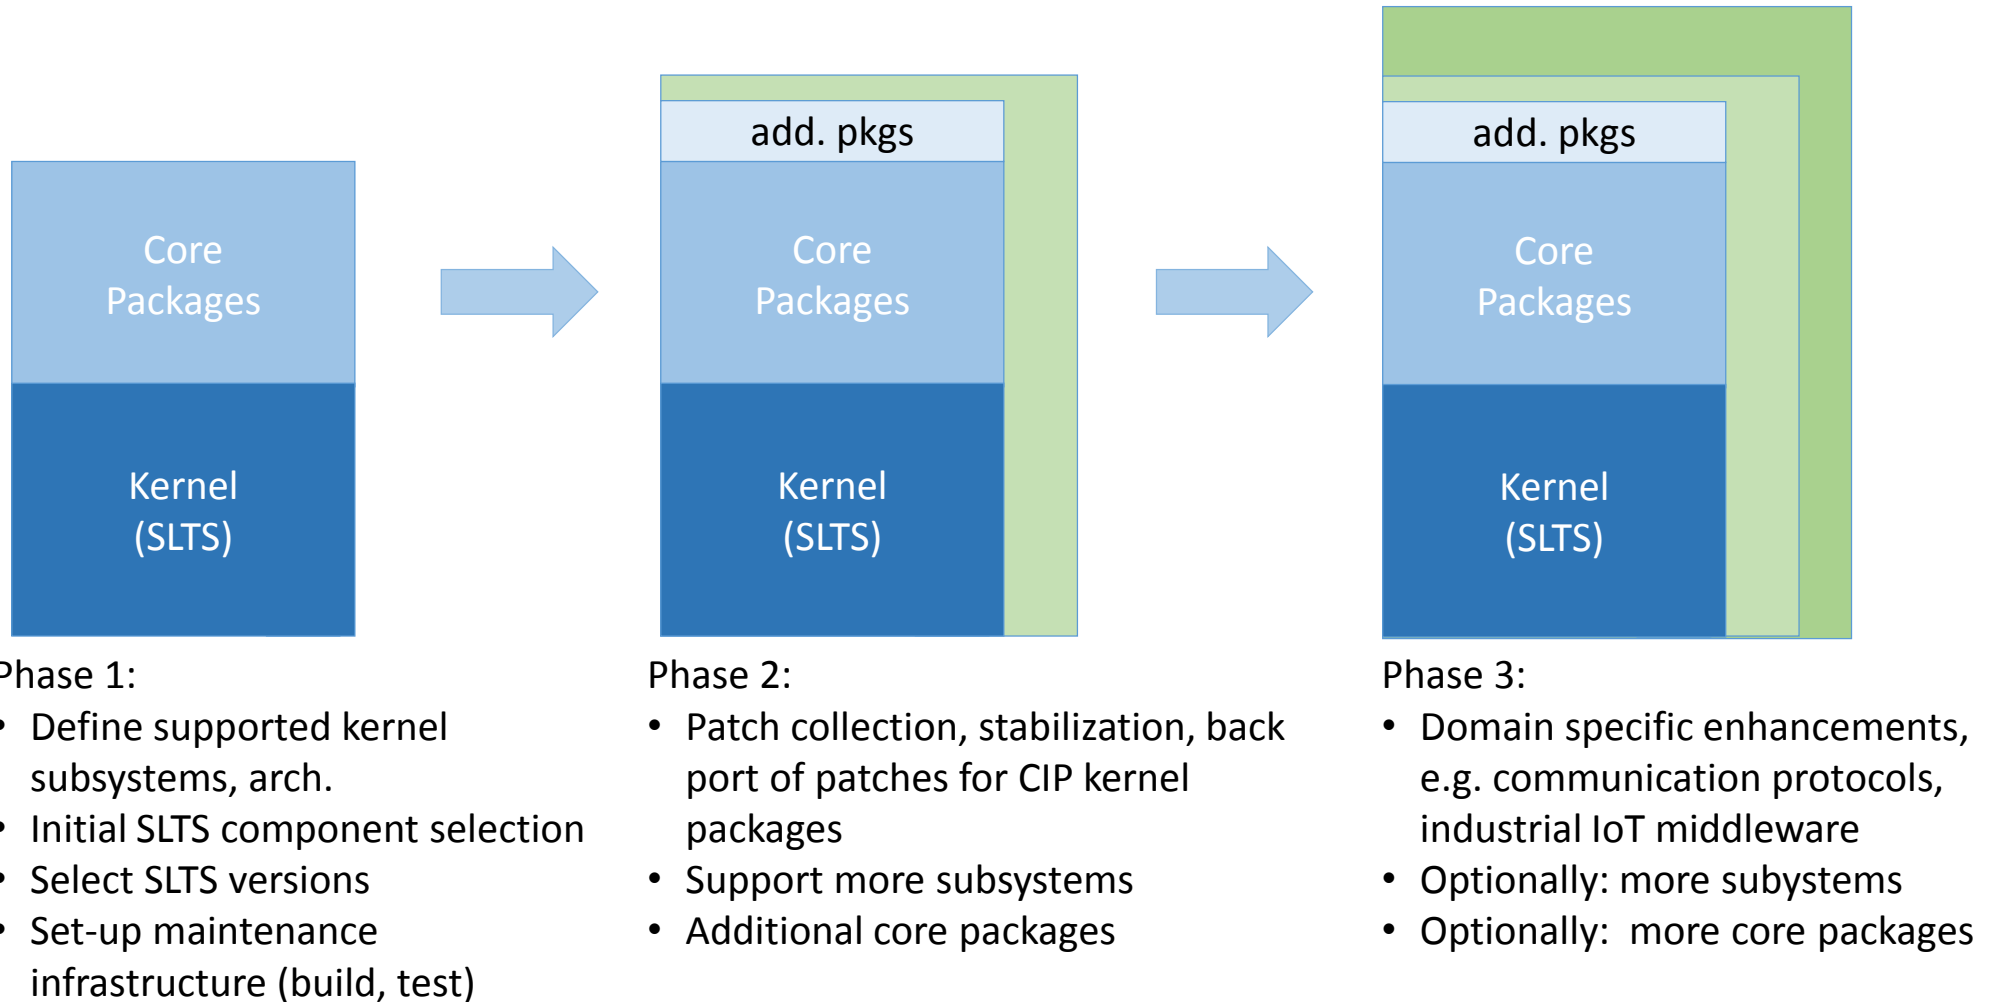 Core
Packages
Kernel
(SLTS)
add. pkgs
Core
Packages
Kernel
(SLTS)
add. pkgs
Core
Packages
Kernel
(SLTS)
Phase 1:
• Define supported kernel
subsystems, arch.
• Initial SLTS component selection
• Select SLTS versions
• Set-up maintenance
infrastructure (build, test)
Phase 2:
• Patch collection, stabilization, back
port of patches for CIP kernel
packages
• Support more subsystems
• Additional core packages
Phase 3:
• Domain specific enhancements,
e.g. communication protocols,
industrial IoT middleware
• Optionally: more subystems
• Optionally:  more core packages